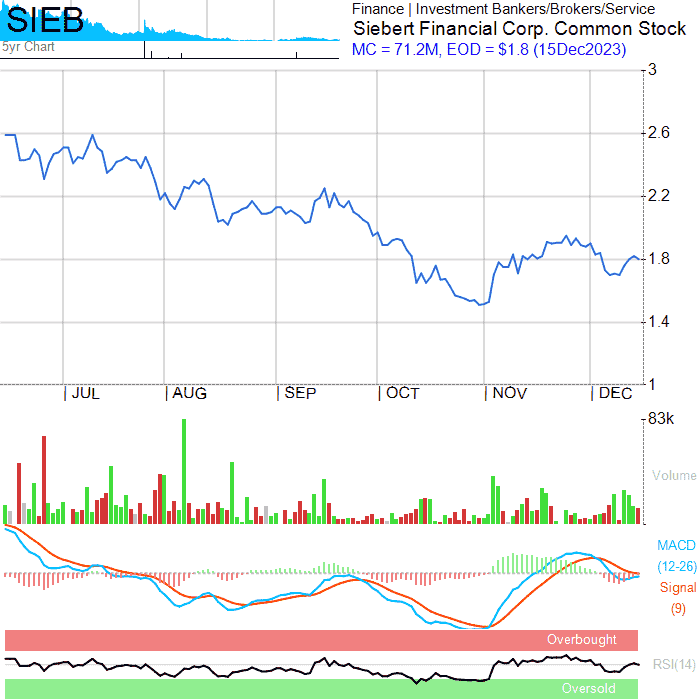 SIEB
5yr Chart
Finance | Investment Bankers/Brokers/Service
Siebert Financial Corp. Common Stock
MC = 71.2M, EOD = $1.8 (15Dec2023)
3
2.6
2.2
1.8
1.4
1
| JUL | AUG | SEP | OCT | NOV | DEC
83k
Volume
MACD
(12-26)
Signal
(9)
Overbought
RSI(14)
Oversold